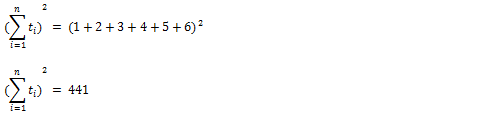 (∑ᵢ₌₁ⁿ tᵢ)² = (1 + 2 + 3 + 4 + 5 + 6)²
(∑ᵢ₌₁ⁿ tᵢ)² = 441